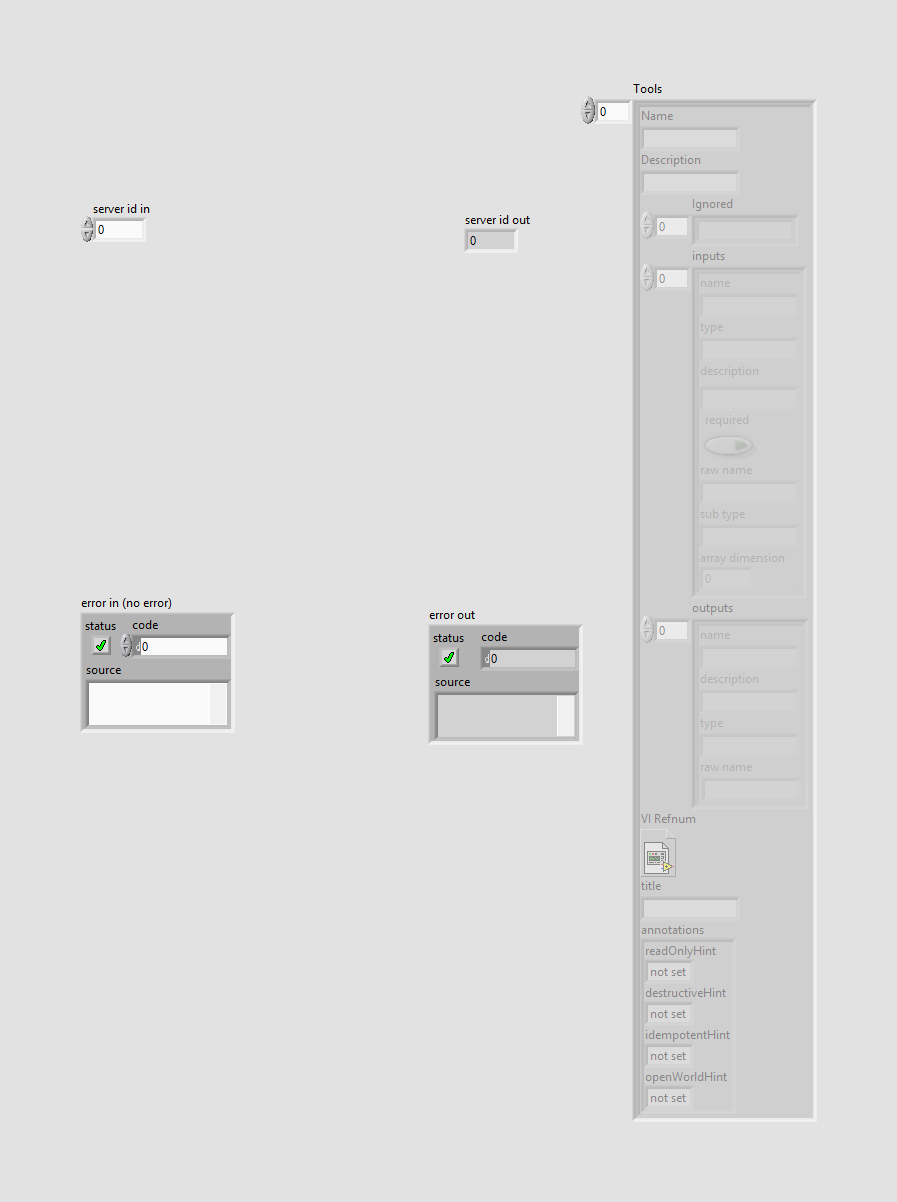 Tools
0
Name
Description
server id in
0
server id out
0
Ignored
0
inputs
0
name
type
description
required
raw name
sub type
array dimension
0
error in (no error)
status
code
d
0
source
error out
status
code
d
0
source
outputs
0
name
description
type
raw name
VI Refnum
title
annotations
readOnlyHint
not set
destructiveHint
not set
idempotentHint
not set
openWorldHint
not set